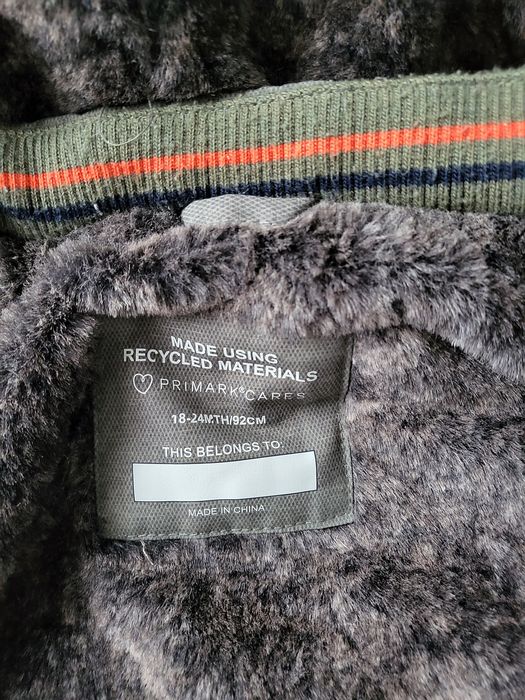 MADE USING
RECYCLED MATERIALS
PRIMARK®CARES
18-24MTH/92CM
THIS BELONGS TO:
MADE IN CHINA